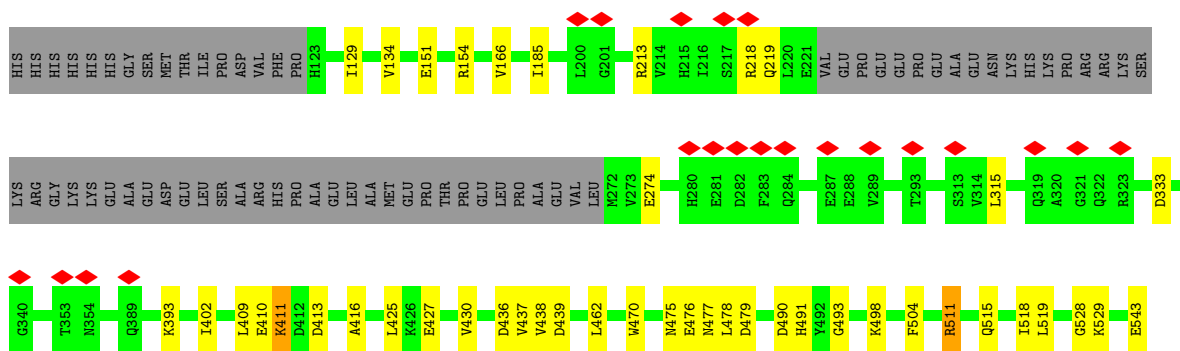 HIS HIS HIS HIS HIS HIS GLY SER MET THR ILE PRO ASP VAL PHE PRO H123 I129 V134 E151 R154 V166 I185 L200 G201 R213 V214 H215 I216 S217 R218 Q219 L220 E221 VAL GLU PRO GLU GLU PRO GLU ALA GLU ASN LYS HIS LYS PRO ARG ARG LYS SER
LYS ARG GLY LYS LYS GLU ALA GLU ASP GLU LEU SER ALA ARG HIS PRO ALA GLU LEU ALA MET GLU PRO THR PRO GLU LEU PRO ALA GLU VAL LEU M272 V273 E274 H280 E281 D282 F283 Q284 E287 E288 V289 T293 S313 V314 L315 Q319 A320 G321 Q322 R323 D333
G340 T353 N354 Q389 K393 I402 L409 E410 K411 D412 D413 A416 L425 K426 E427 V430 D436 V437 V438 D439 L462 W470 N475 E476 N477 L478 D479 D490 H491 Y492 G493 K498 F504 R511 Q515 I518 L519 G528 K529 E543